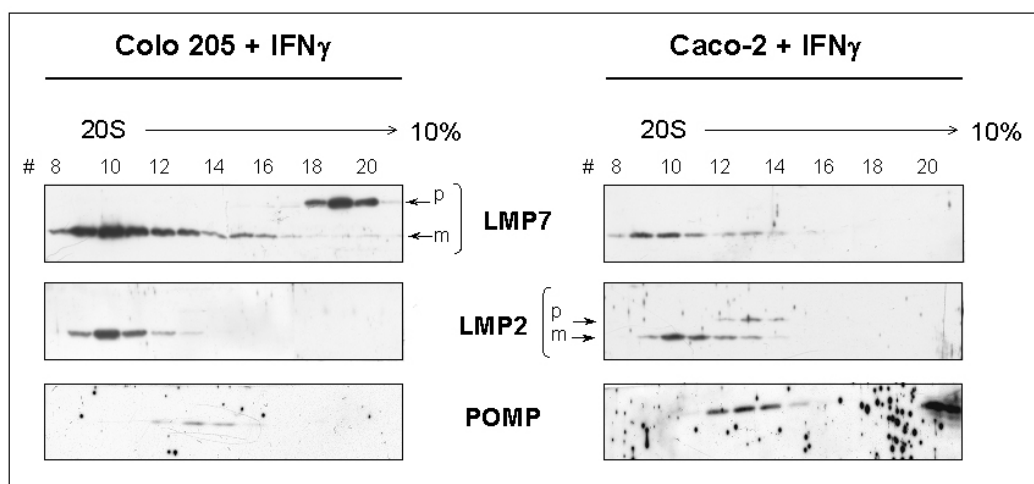 Colo 205 + IFNγ
Caco-2 + IFNγ
20S 10%
20S 10%
# 8 10 12 14 16 18 20
# 8 10 12 14 16 18 20
p
LMP7
m
p
LMP2
m
POMP